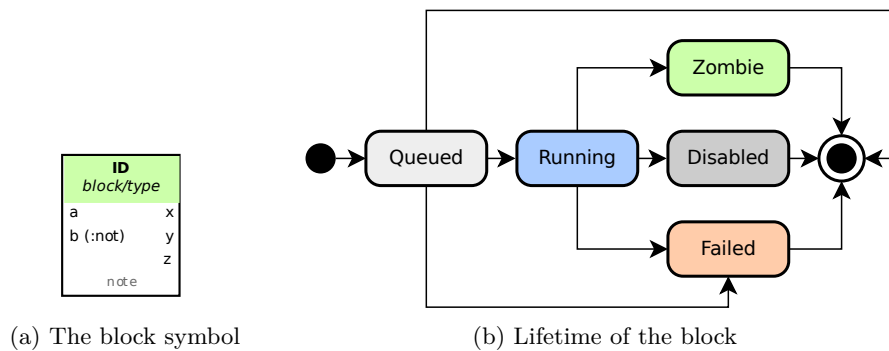 ID
block/type
a x
b (:not) y
z
note
Queued
Running
Zombie
Disabled
Failed
(a) The block symbol
(b) Lifetime of the block